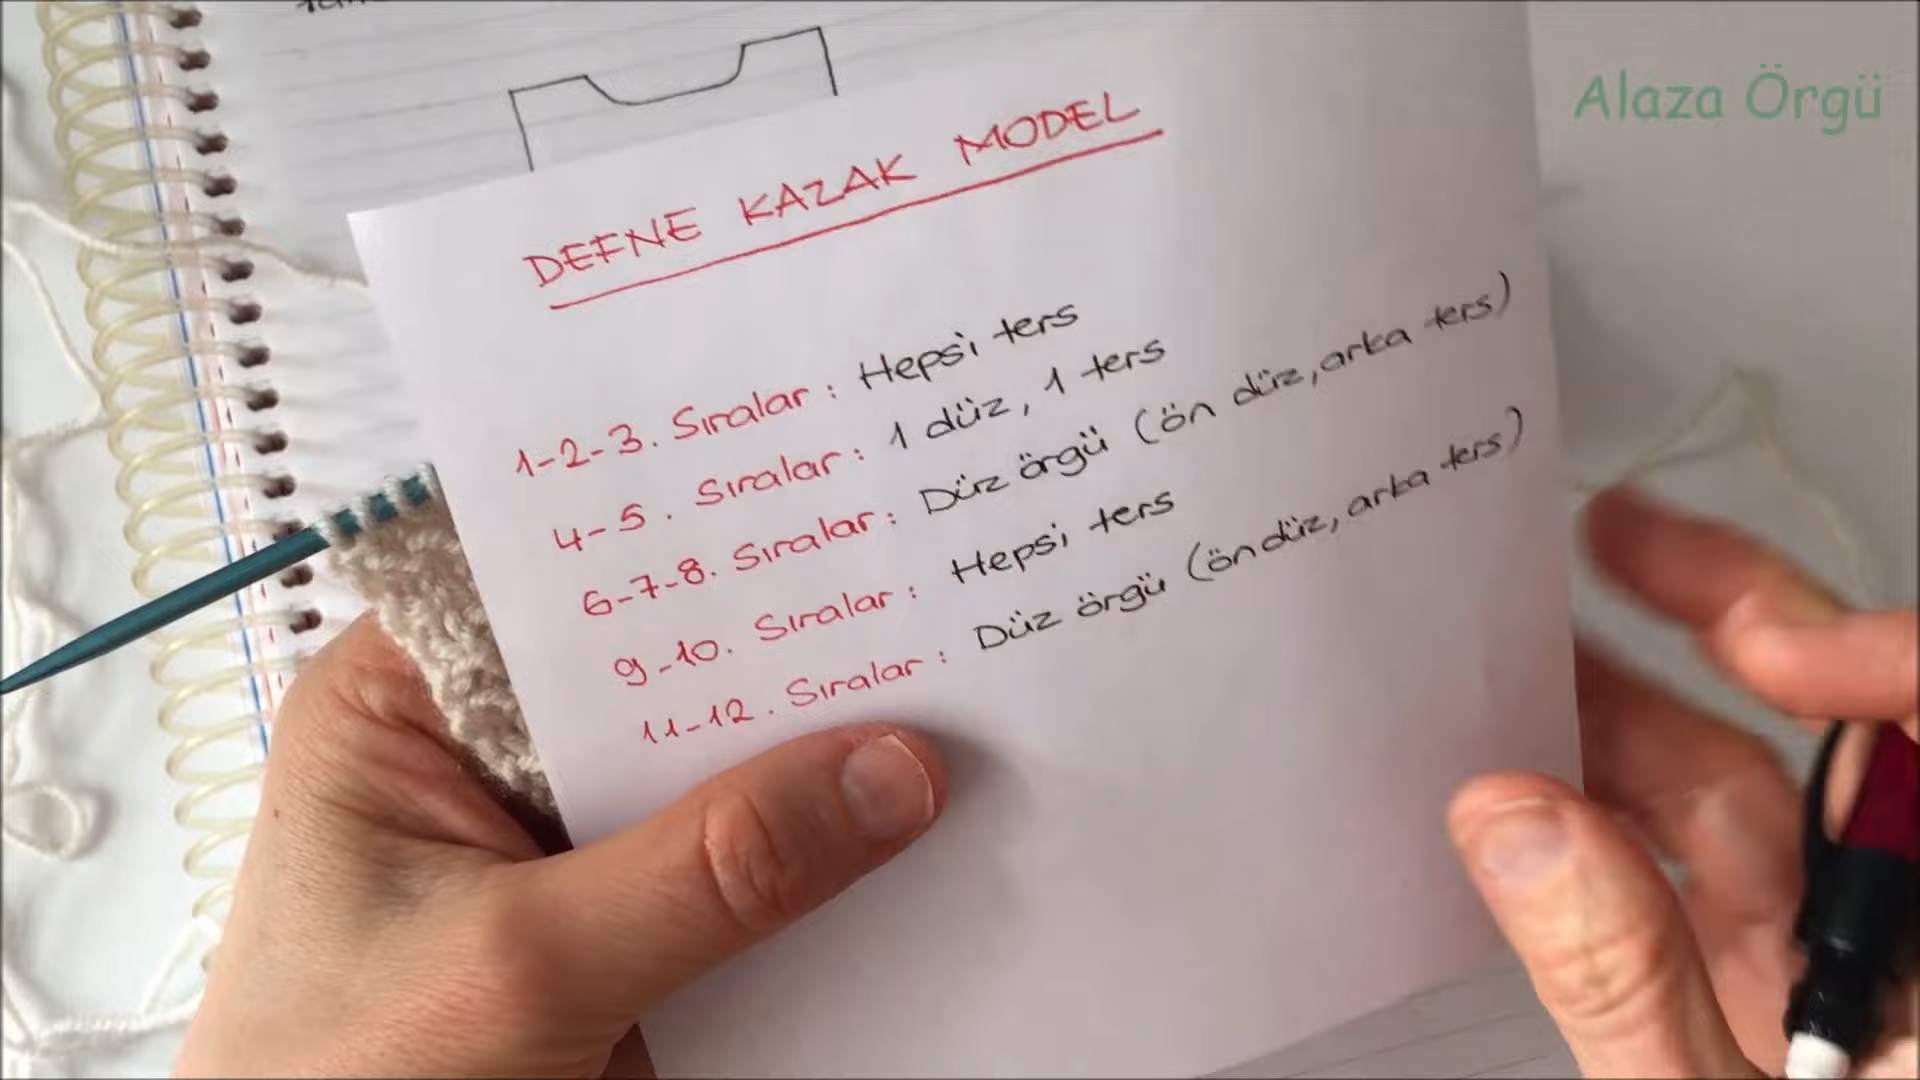 Alaza Örgü
DEFNE KAZAK MODEL
1-2-3. Sıralar : Hepsi ters
4-5. Sıralar : 1 düz, 1 ters
6-7-8. Sıralar : Düz örgü (ön düz, arka ters)
9-10. Sıralar : Hepsi ters
11-12. Sıralar : Düz örgü (ön düz, arka ters)